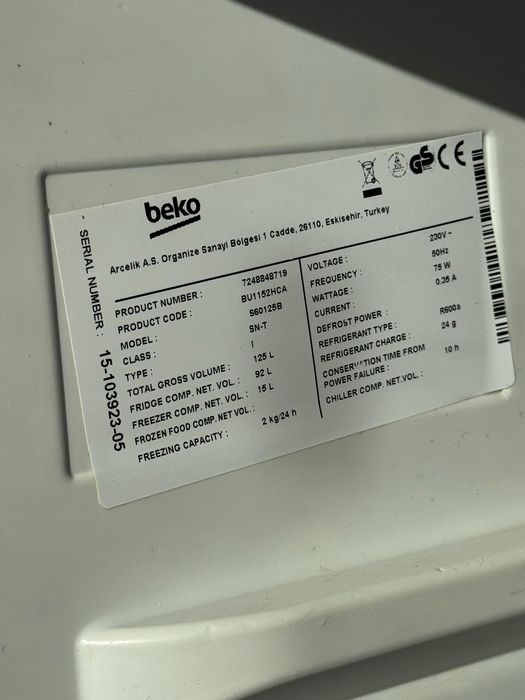 beko
GS CE
Arcelik A.S. Organize Sanayi Bölgesi 1 Cadde, 26110, Eskisehir, Turkey
SERIAL NUMBER : 15-103923-05
PRODUCT NUMBER : 7248848719
PRODUCT CODE : BU1152HCA
MODEL : S60125B
CLASS : SN-T
TYPE : I
TOTAL GROSS VOLUME : 125 L
FRIDGE COMP. NET. VOL. : 92 L
FREEZER COMP. NET. VOL. : 15 L
FROZEN FOOD COMP. NET VOL. :
FREEZING CAPACITY : 2 kg/24 h
VOLTAGE : 230V ~
FREQUENCY : 50Hz
WATTAGE : 75 W
CURRENT : 0.35 A
DEFROST POWER :
REFRIGERANT TYPE : R600a
REFRIGERANT CHARGE : 24 g
CONSERVATION TIME FROM
POWER FAILURE : 10 h
CHILLER COMP. NET.VOL. :